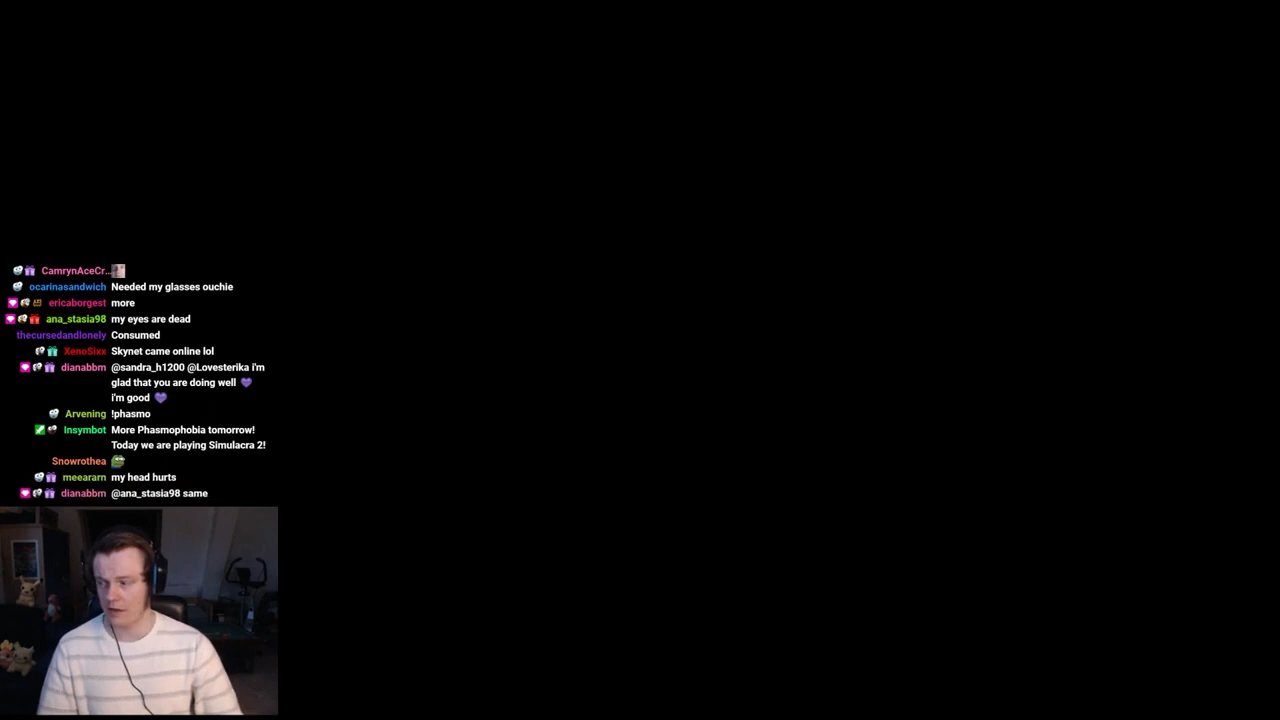 CamrynAceCr...
ocarinasandwich Needed my glasses ouchie
ericaborgest more
ana_stasia98 my eyes are dead
thecursedandlonely Consumed
XenoSixx Skynet came online lol
dianabbm @sandra_h1200 @Lovesterika i'm
glad that you are doing well
i'm good
Arvening !phasmo
Insymbot More Phasmophobia tomorrow!
Today we are playing Simulacra 2!
Snowrothea
meeararn my head hurts
dianabbm @ana_stasia98 same